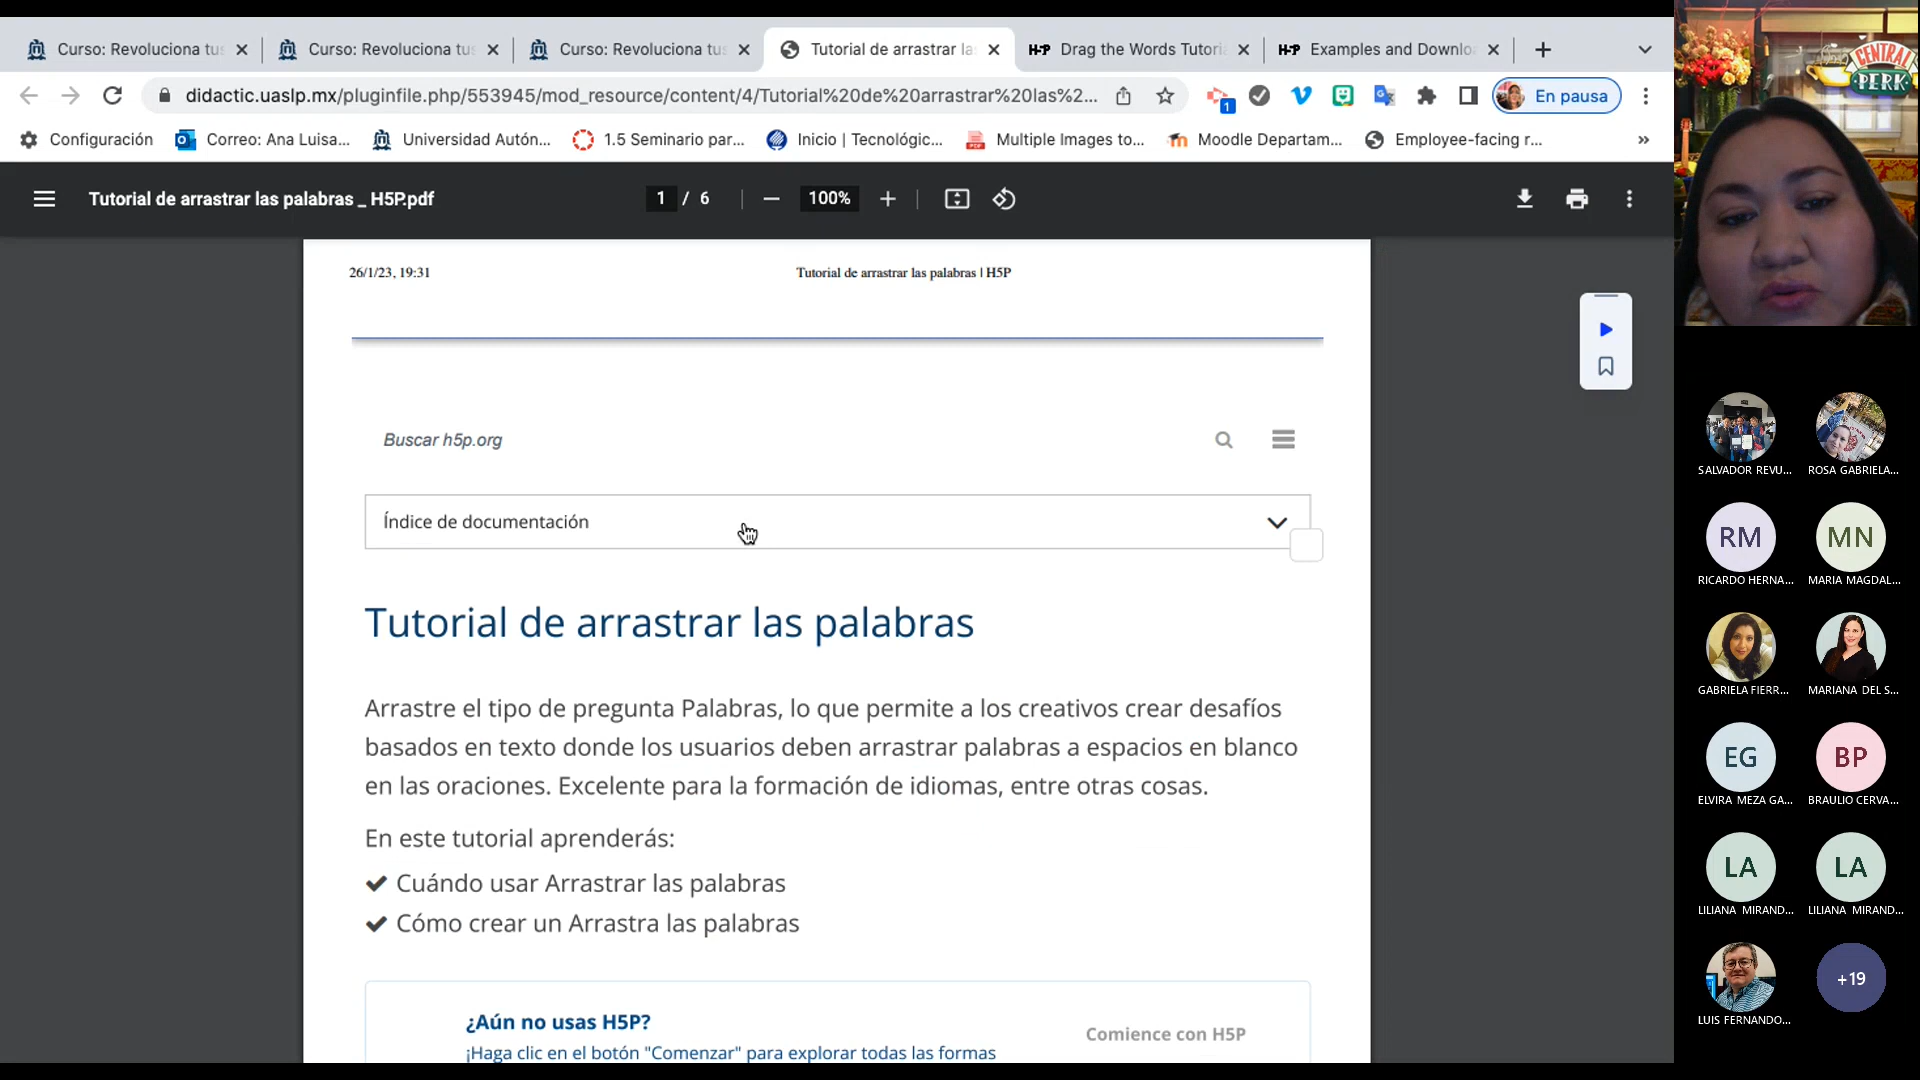 Curso: Revoluciona tus
Curso: Revoluciona tus
Curso: Revoluciona tus
Tutorial de arrastrar la
H-P Drag the Words Tutori
H-P Examples and Downlo
didactic.uaslp.mx/pluginfile.php/553945/mod_resource/content/4/Tutorial%20de%20arrastrar%20las%2...
1
En pausa
Configuración
Correo: Ana Luisa...
Universidad Autón...
1.5 Seminario par...
Inicio | Tecnológic...
Multiple Images to...
Moodle Departam...
Employee-facing r...
»
Tutorial de arrastrar las palabras _ H5P.pdf
1 / 6
100%
26/1/23, 19:31
Tutorial de arrastrar las palabras | H5P
Buscar h5p.org
Índice de documentación
Tutorial de arrastrar las palabras
Arrastre el tipo de pregunta Palabras, lo que permite a los creativos crear desafíos
basados en texto donde los usuarios deben arrastrar palabras a espacios en blanco
en las oraciones. Excelente para la formación de idiomas, entre otras cosas.
En este tutorial aprenderás:
Cuándo usar Arrastrar las palabras
Cómo crear un Arrastra las palabras
¿Aún no usas H5P?
¡Haga clic en el botón "Comenzar" para explorar todas las formas
Comience con H5P
CENTRAL
PERK
SALVADOR REVU...
ROSA GABRIELA...
RM
RICARDO HERNA...
MN
MARIA MAGDAL...
GABRIELA FIERR...
MARIANA DEL S...
EG
ELVIRA MEZA GA...
BP
BRAULIO CERVA...
LA
LILIANA MIRAND...
LA
LILIANA MIRAND...
LUIS FERNANDO...
+19